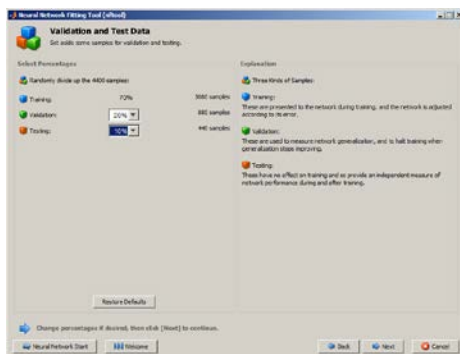 Neural Network Fitting Tool (nftool)
Validation and Test Data
Set aside some samples for validation and testing.
Select Percentages
Randomly divide up the 4400 samples:
Training: 70% 3080 samples
Validation: 20% 880 samples
Testing: 10% 440 samples
Restore Defaults
Explanation
Three Kinds of Samples:
Training:
These are presented to the network during training, and the network is adjusted
according to its error.
Validation:
These are used to measure network generalization, and to halt training when
generalization stops improving.
Testing:
These have no effect on training and so provide an independent measure of
network performance during and after training.
Change percentages if desired, then click [Next] to continue.
Neural Network Start
Welcome
Back
Next
Cancel